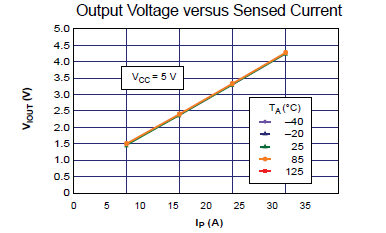 Output Voltage versus Sensed Current
5.0
4.5
4.0
3.5
3.0
2.5
2.0
1.5
1.0
0.5
0
VIOUT (V)
VCC = 5 V
TA (°C)
–40
–20
25
85
125
0 5 10 15 20 25 30 35
IP (A)